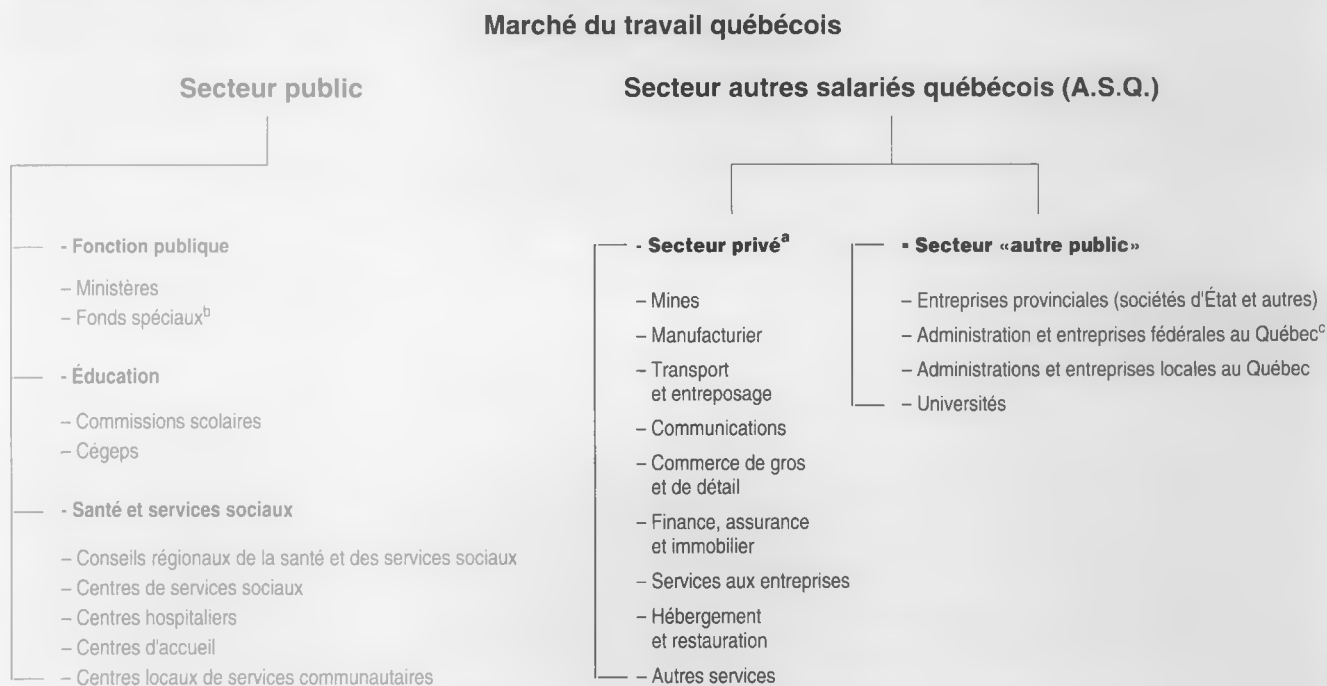 Marché du travail québécois
Secteur public
- Fonction publique
– Ministères
– Fonds spéciauxᵇ
- Éducation
– Commissions scolaires
– Cégeps
- Santé et services sociaux
– Conseils régionaux de la santé et des services sociaux
– Centres de services sociaux
– Centres hospitaliers
– Centres d'accueil
– Centres locaux de services communautaires
Secteur autres salariés québécois (A.S.Q.)
- Secteur privéᵃ
– Mines
– Manufacturier
– Transport
et entreposage
– Communications
– Commerce de gros
et de détail
– Finance, assurance
et immobilier
– Services aux entreprises
– Hébergement
et restauration
– Autres services
- Secteur «autre public»
– Entreprises provinciales (sociétés d'État et autres)
– Administration et entreprises fédérales au Québecᶜ
– Administrations et entreprises locales au Québec
– Universités